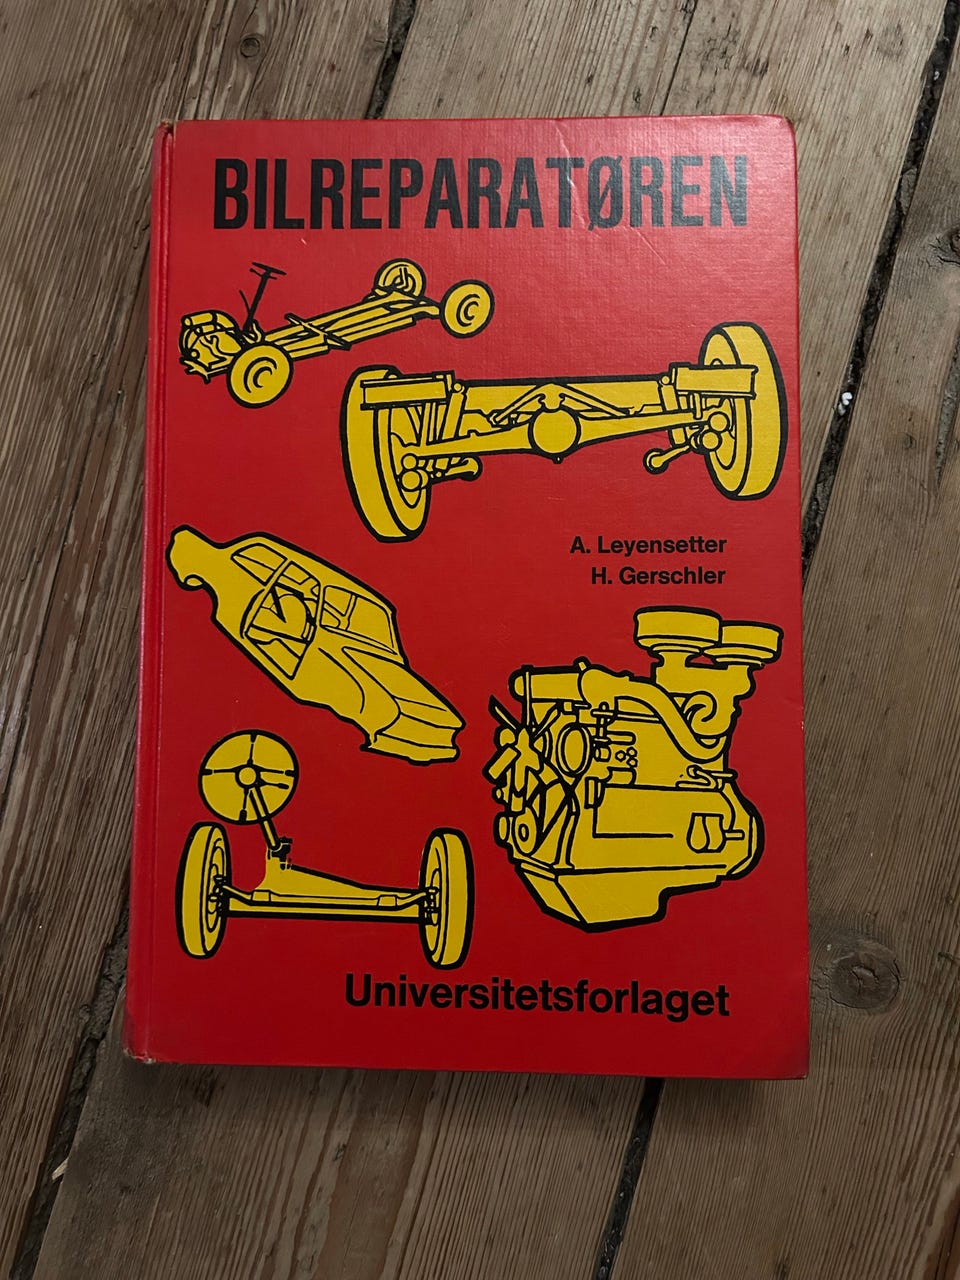 BILREPARATØREN
A. Leyensetter
H. Gerschler
Universitetsforlaget